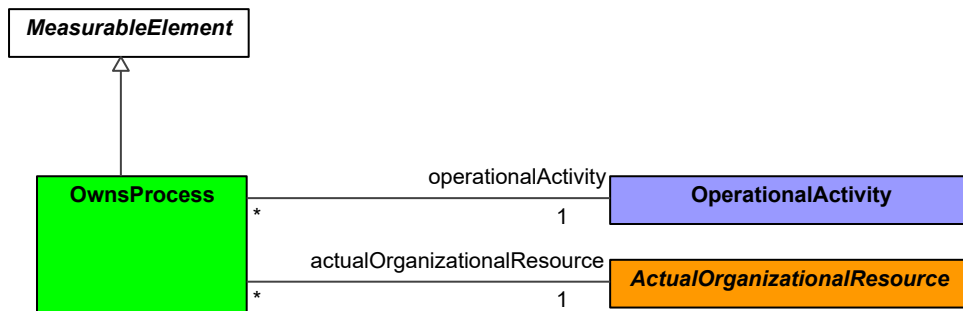 MeasurableElement
operationalActivity
OwnsProcess
OperationalActivity
* 1
actualOrganizationalResource
ActualOrganizationalResource
* 1